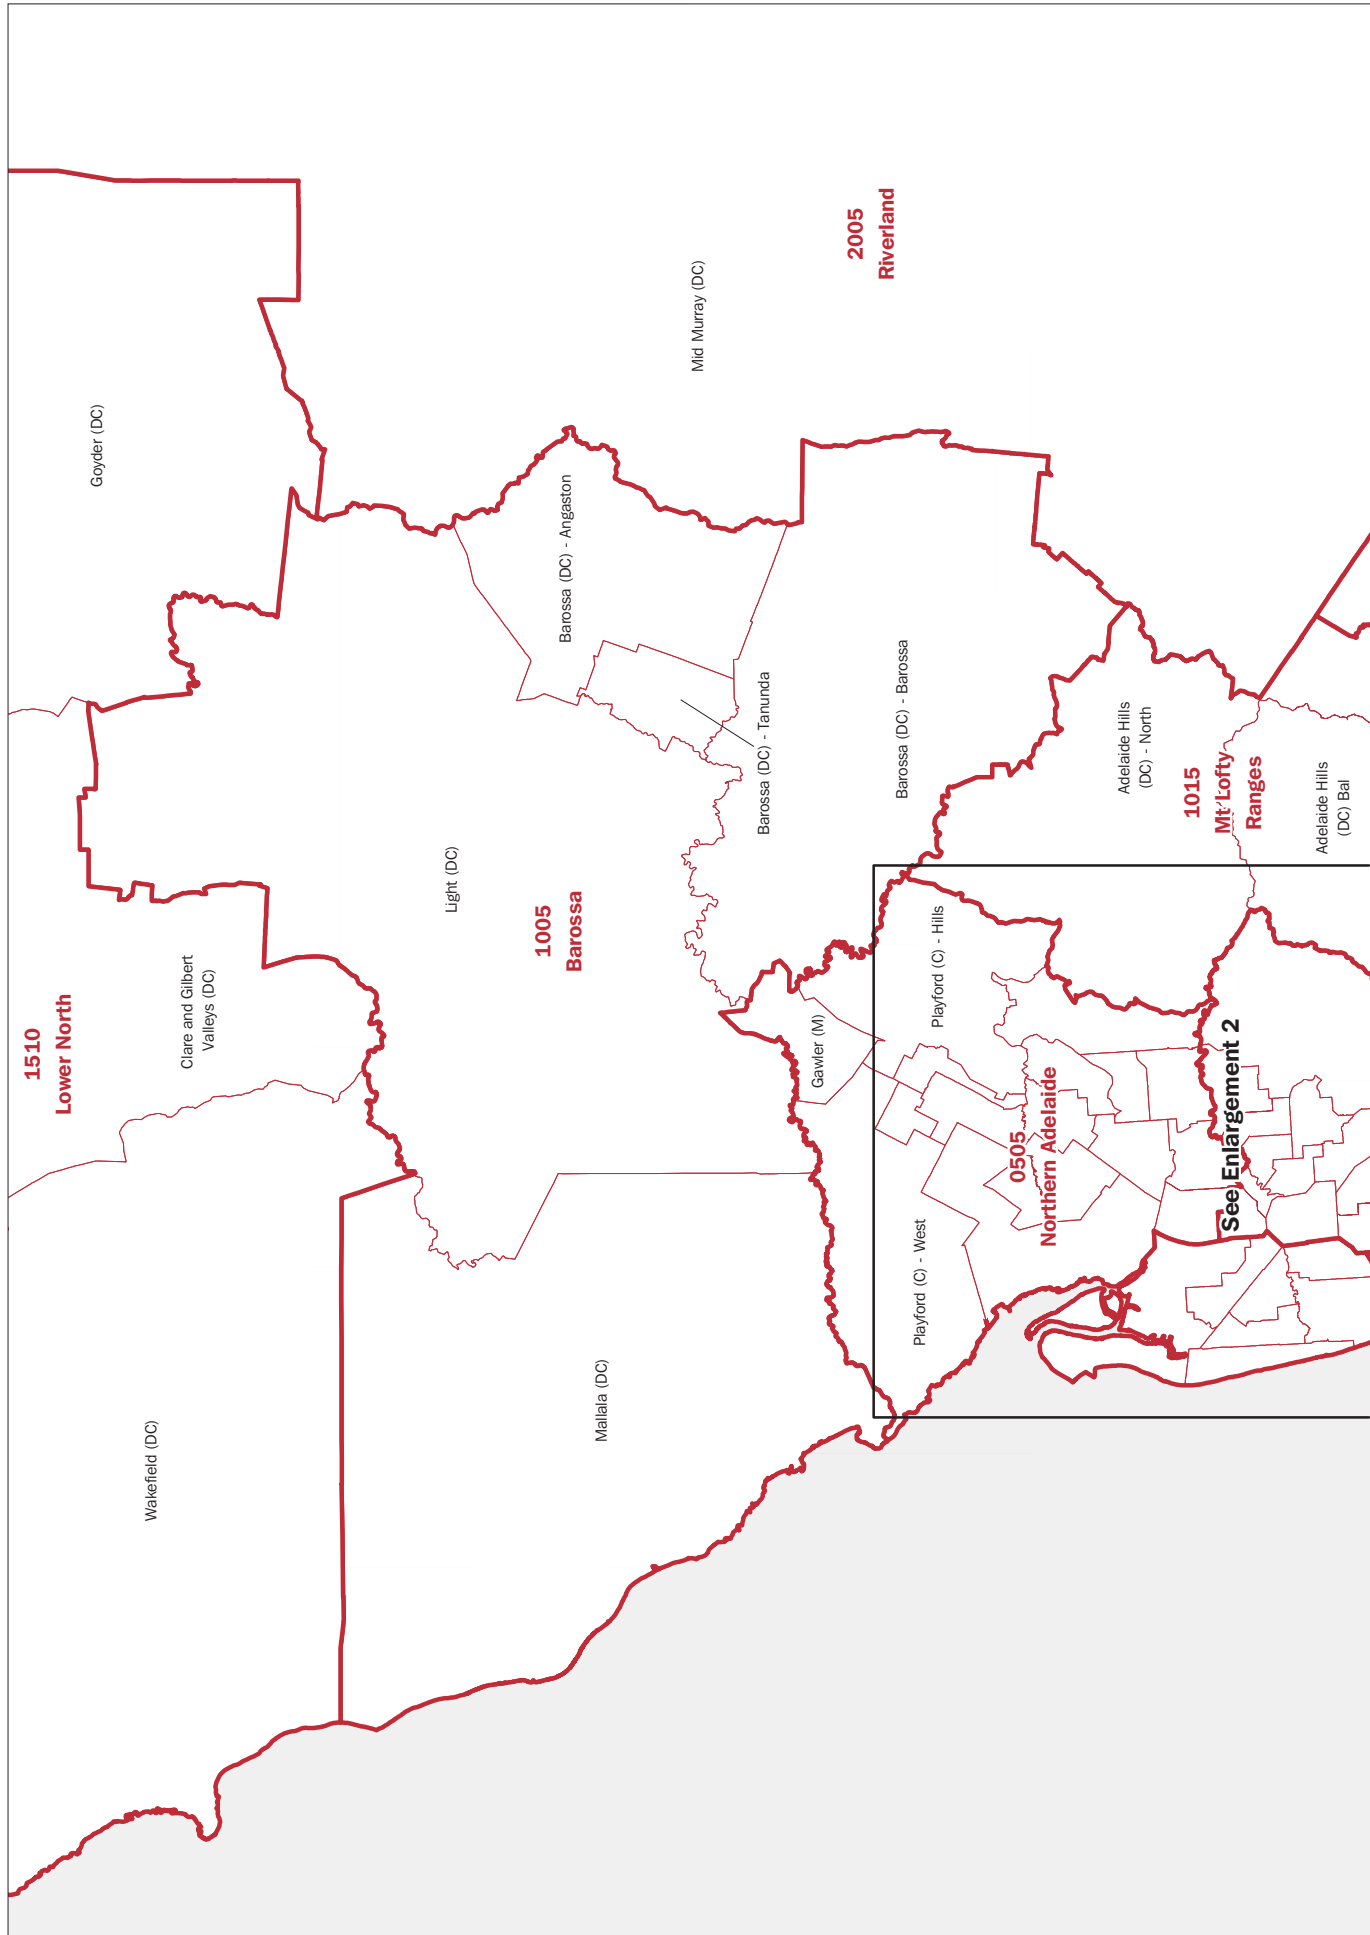 1510
Lower North
Goyder (DC)
Clare and Gilbert
Valleys (DC)
Wakefield (DC)
Light (DC)
1005
Barossa
Barossa (DC) - Angaston
Mallala (DC)
Mid Murray (DC)
2005
Riverland
Barossa (DC) - Tanunda
Gawler (M)
Barossa (DC) - Barossa
Playford (C) - Hills
Playford (C) - West
0505
Northern Adelaide
Adelaide Hills
(DC) - North
1015
Mt Lofty
Ranges
See Enlargement 2
Adelaide Hills
(DC) Bal